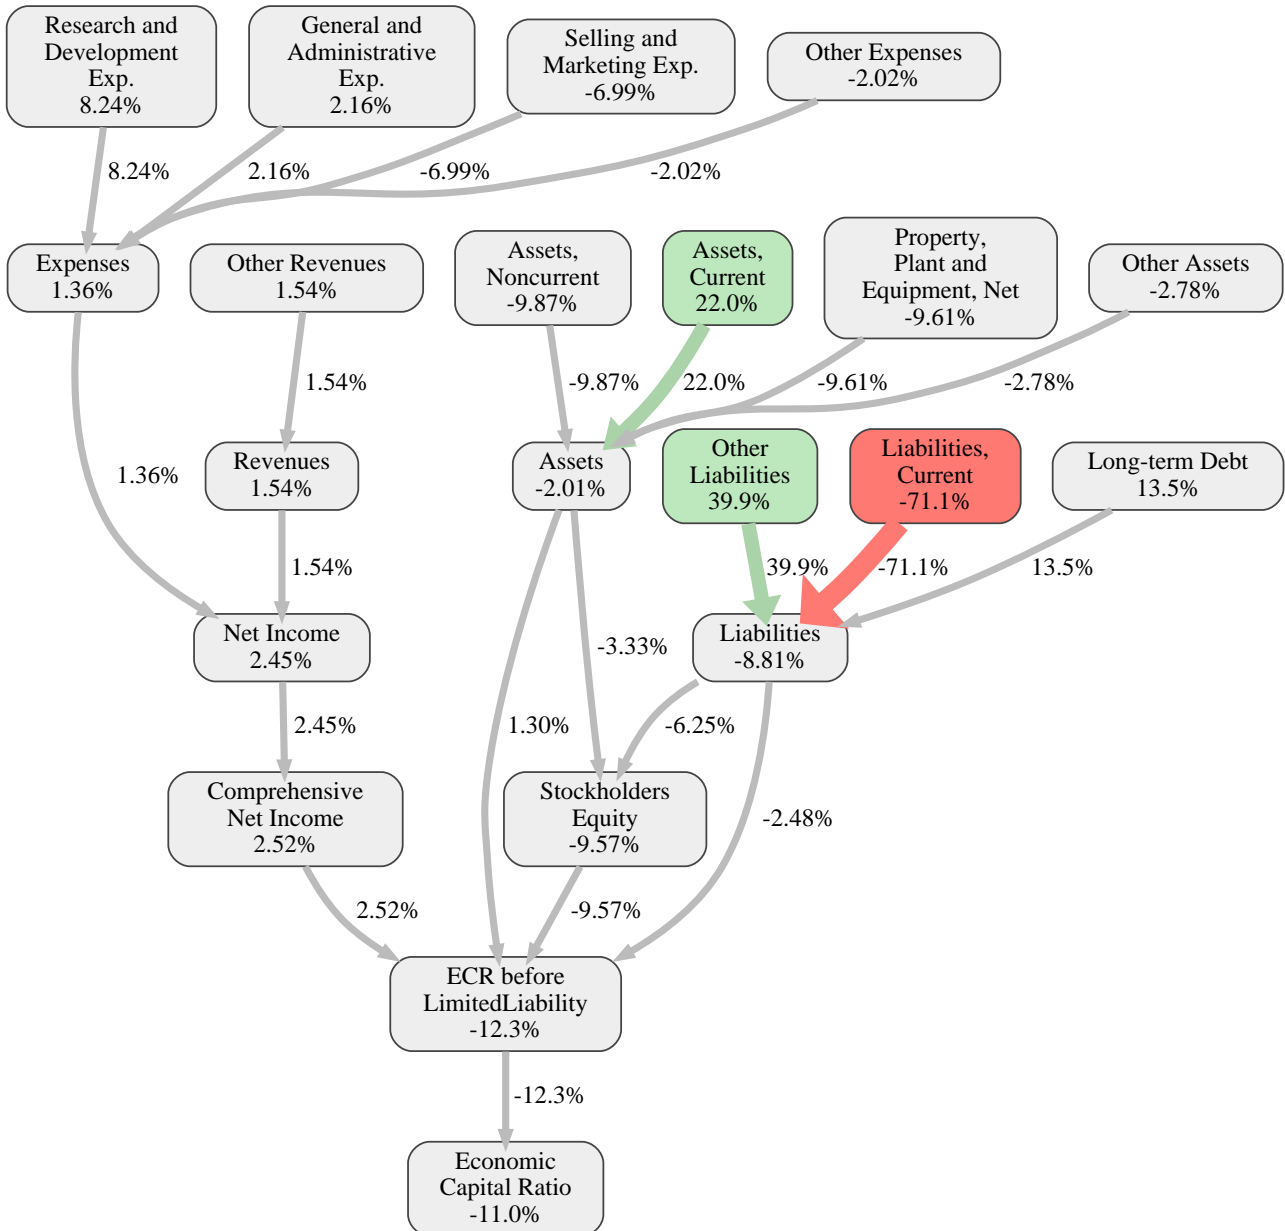 Research and
Development
Exp.
8.24%
General and
Administrative
Exp.
2.16%
Selling and
Marketing Exp.
-6.99%
Other Expenses
-2.02%
8.24%
2.16%
-6.99%
-2.02%
Expenses
1.36%
Other Revenues
1.54%
Assets,
Noncurrent
-9.87%
Assets,
Current
22.0%
Property,
Plant and
Equipment, Net
-9.61%
Other Assets
-2.78%
1.54%
-9.87%
22.0%
-9.61%
-2.78%
1.36%
Revenues
1.54%
Assets
-2.01%
Other
Liabilities
39.9%
Liabilities,
Current
-71.1%
Long-term Debt
13.5%
1.54%
39.9%
-71.1%
13.5%
Net Income
2.45%
-3.33%
Liabilities
-8.81%
2.45%
1.30%
-6.25%
Comprehensive
Net Income
2.52%
Stockholders
Equity
-9.57%
-2.48%
2.52%
-9.57%
ECR before
LimitedLiability
-12.3%
-12.3%
Economic
Capital Ratio
-11.0%